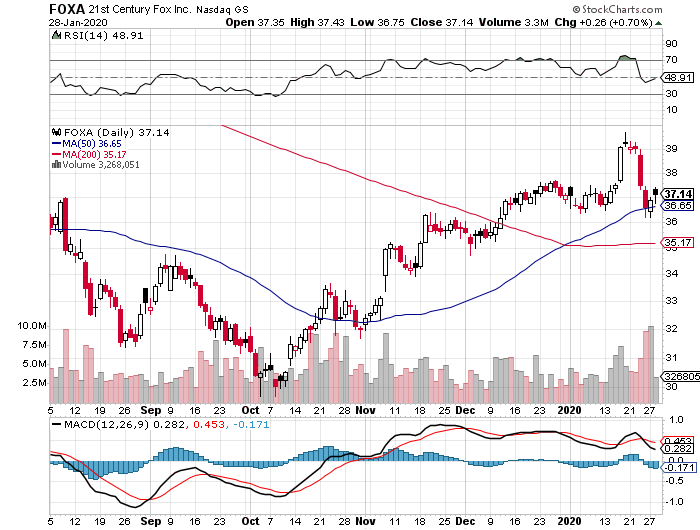 FOXA 21st Century Fox Inc. Nasdaq GS © StockCharts.com
28-Jan-2020 Open 37.35 High 37.43 Low 36.75 Close 37.14 Volume 3.3M Chg +0.26 (+0.70%)
RSI(14) 48.91
90
70
48.91
30
10
FOXA (Daily) 37.14
MA(50) 36.65
MA(200) 35.17
Volume 3,268,051
39
38
37.14
36.65
36
35.17
34
33
32
31
30
10.0M
7.5M
5.0M
2.5M
326805
5 12 19 26 Sep 9 16 23 Oct 7 14 21 28 Nov 11 18 25 Dec 9 16 23 2020 13 21 27
MACD(12,26,9) 0.282, 0.453, -0.171
1.0
0.453
0.282
0.0
-0.171
-0.5
-1.0
5 12 19 26 Sep 9 16 23 Oct 7 14 21 28 Nov 11 18 25 Dec 9 16 23 2020 13 21 27